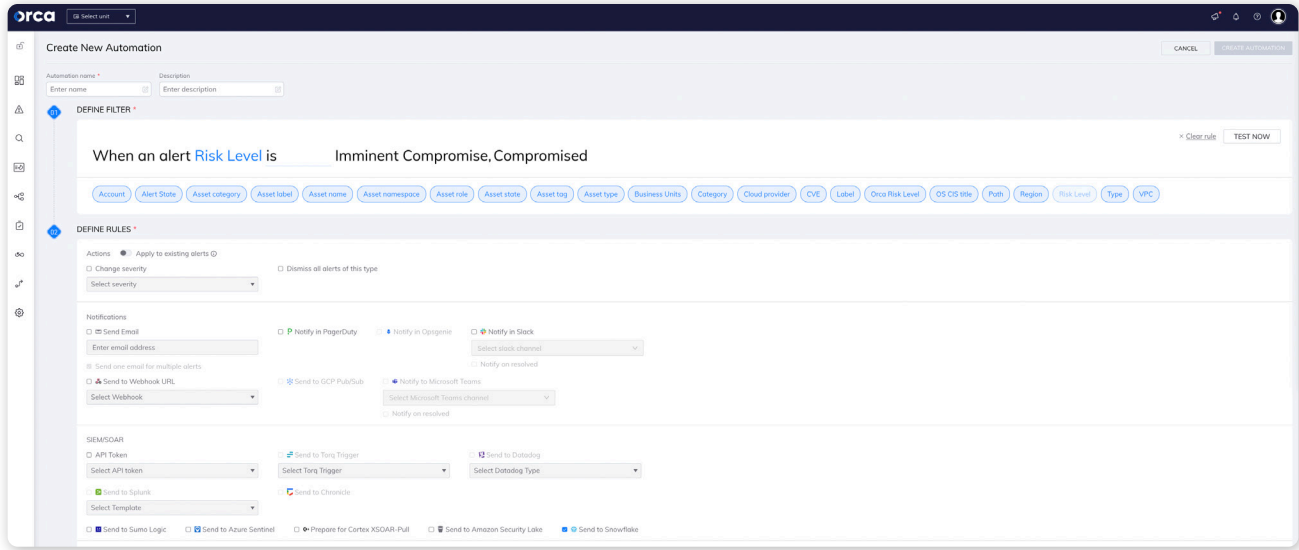 orca Select unit
Create New Automation CANCEL CREATE AUTOMATION
Automation name * Description
Enter name Enter description
01 DEFINE FILTER *
× Clear rule TEST NOW
When an alert Risk Level is Imminent Compromise, Compromised
Account Alert State Asset category Asset label Asset name Asset namespace Asset role Asset state Asset tag Asset type Business Units Category Cloud provider CVE Label Orca Risk Level OS CIS title Path Region Risk Level Type VPC
02 DEFINE RULES *
Actions Apply to existing alerts
Change severity Dismiss all alerts of this type
Select severity
Notifications
Send Email Notify in PagerDuty Notify in Opsgenie Notify in Slack
Enter email address Select slack channel
Send one email for multiple alerts Notify on resolved
Send to Webhook URL Send to GCP Pub/Sub Notify to Microsoft Teams
Select Webhook Select Microsoft Teams channel
Notify on resolved
SIEM/SOAR
API Token Send to Torq Trigger Send to Datadog
Select API token Select Torq Trigger Select Datadog Type
Send to Splunk Send to Chronicle
Select Template
Send to Sumo Logic Send to Azure Sentinel Prepare for Cortex XSOAR-Pull Send to Amazon Security Lake Send to Snowflake